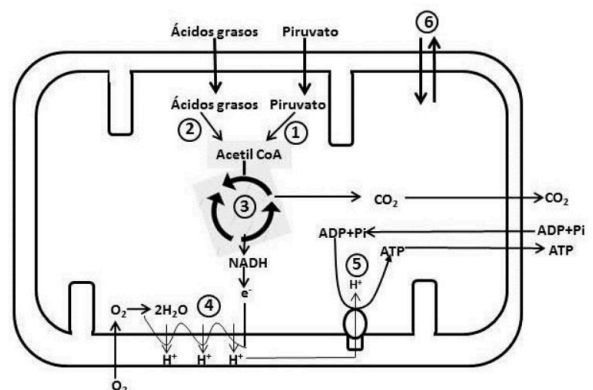 6
Ácidos grasos Piruvato
Ácidos grasos Piruvato
2 1
Acetil CoA
3
CO₂ CO₂
ADP+Pi ADP+Pi
ATP ATP
NADH
5
H⁺
e⁻
O₂ 2H₂O 4
H⁺ H⁺ H⁺
O₂